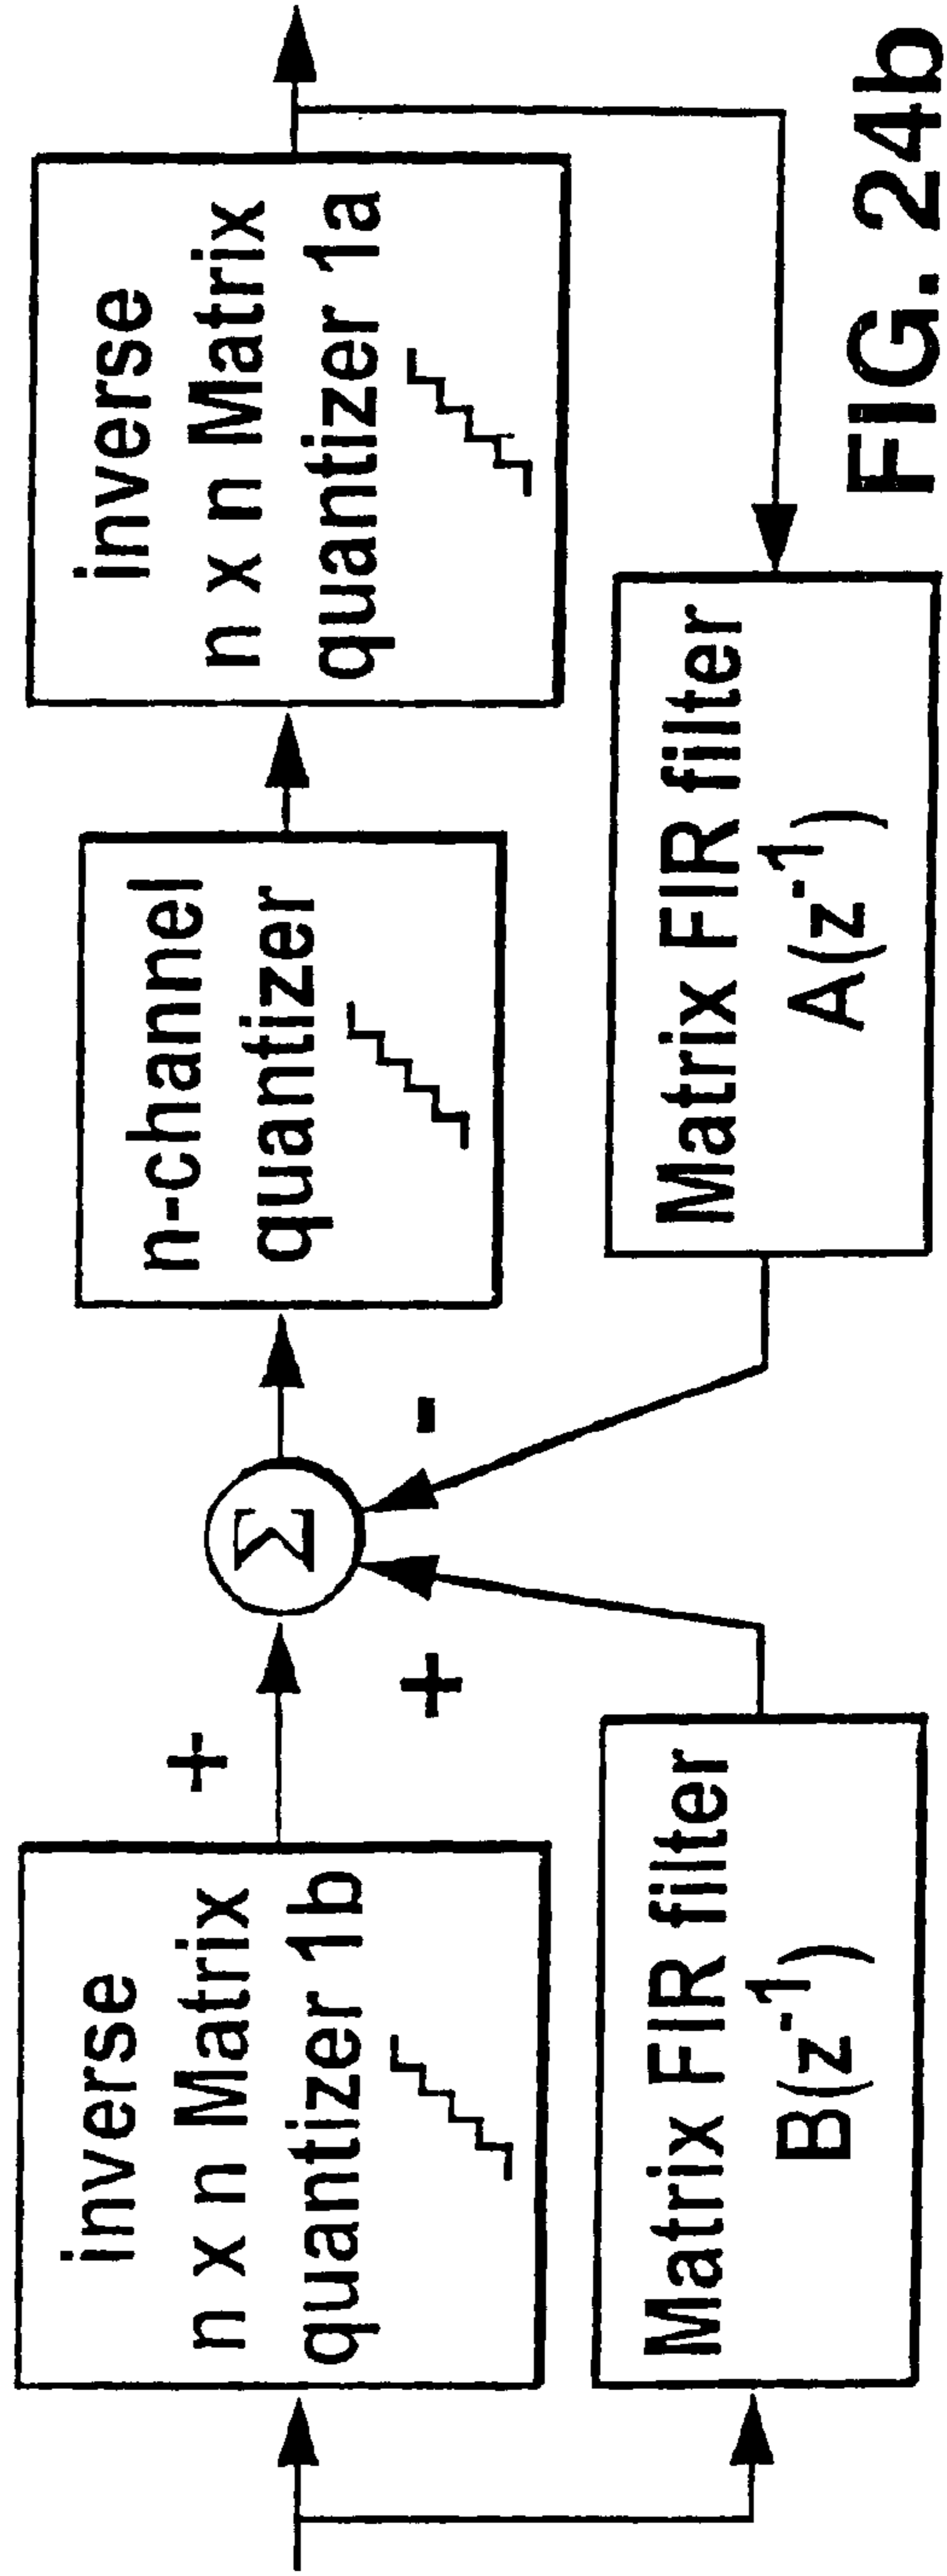 inverse
n x n Matrix
quantizer 1b
+
+
Σ
-
n-channel
quantizer
inverse
n x n Matrix
quantizer 1a
Matrix FIR filter
B(z⁻¹)
Matrix FIR filter
A(z⁻¹)
FIG. 24b